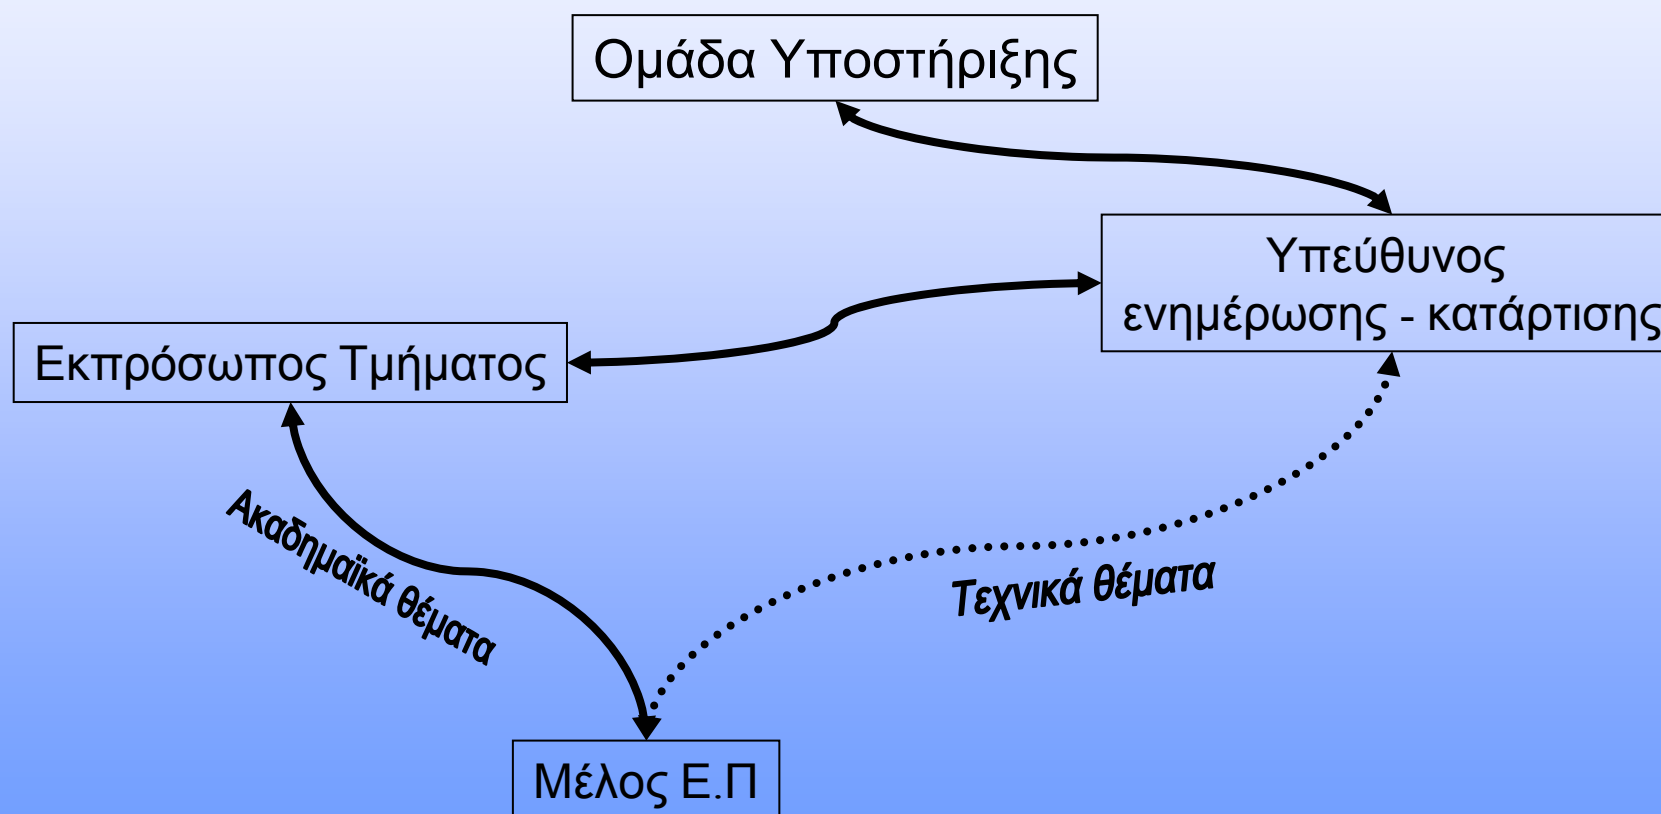 Ομάδα Υποστήριξης
Υπεύθυνος
ενημέρωσης - κατάρτισης
Εκπρόσωπος Τμήματος
Ακαδημαϊκά θέματα
Τεχνικά θέματα
Μέλος Ε.Π